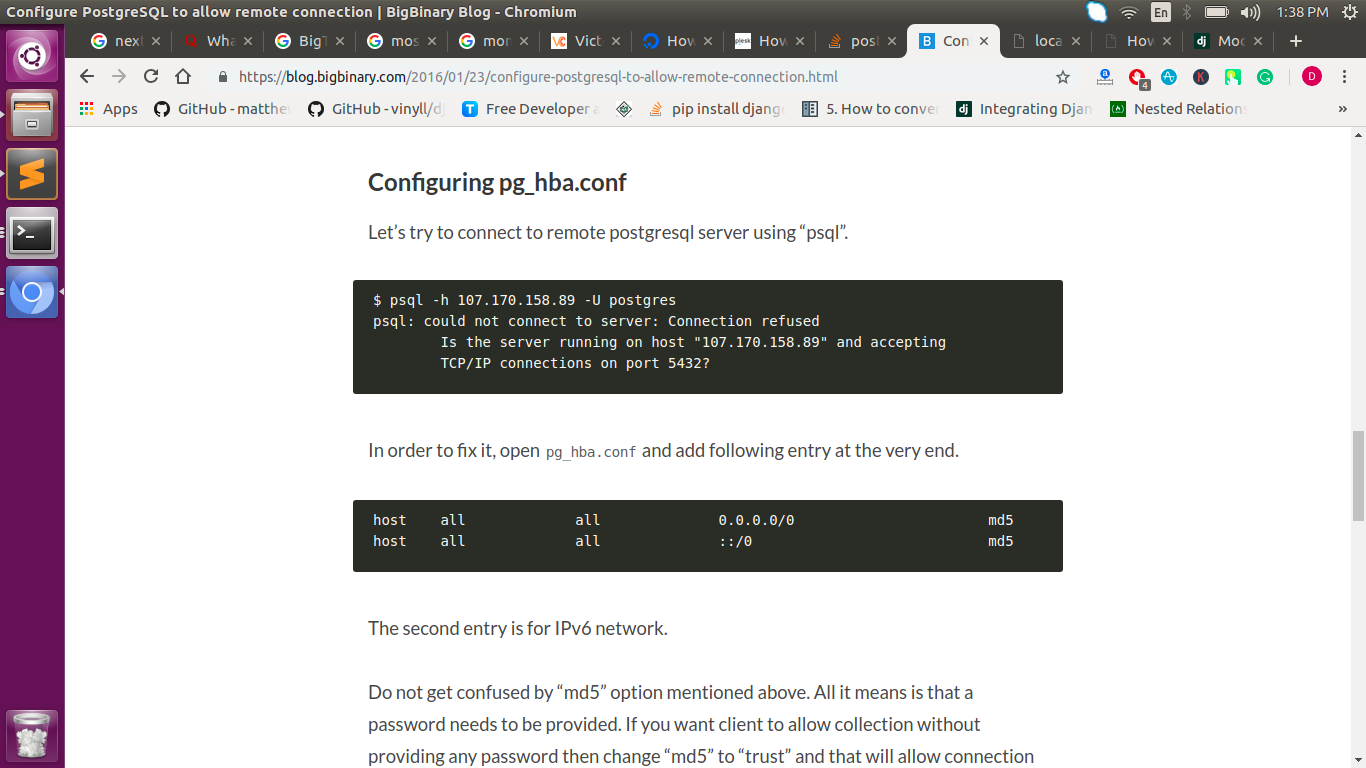 Configure PostgreSQL to allow remote connection | BigBinary Blog - Chromium
En
1:38 PM
next
Wha
BigT
mos
mon
VC
Vict
How
plesk
How
post
B
Con
loca
How
dj
Moc
https://blog.bigbinary.com/2016/01/23/configure-postgresql-to-allow-remote-connection.html
a
4
K
G
D
Apps
GitHub - matthe
GitHub - vinyll/dj
T
Free Developer a
pip install djang
5. How to conve
dj
Integrating Djan
Nested Relations
»
Configuring pg_hba.conf
Let’s try to connect to remote postgresql server using “psql”.
$ psql -h 107.170.158.89 -U postgres
psql: could not connect to server: Connection refused
Is the server running on host "107.170.158.89" and accepting
TCP/IP connections on port 5432?
In order to fix it, open pg_hba.conf and add following entry at the very end.
host all all 0.0.0.0/0 md5
host all all ::/0 md5
The second entry is for IPv6 network.
Do not get confused by “md5” option mentioned above. All it means is that a
password needs to be provided. If you want client to allow collection without
providing any password then change “md5” to “trust” and that will allow connection